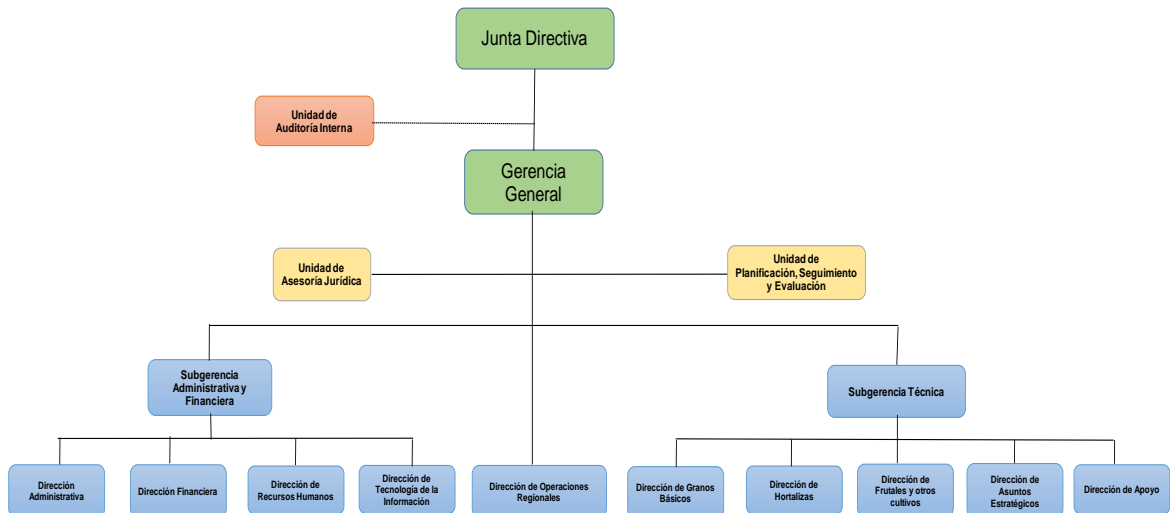 Junta Directiva
Unidad de
Auditoría Interna
Gerencia
General
Unidad de
Asesoría Jurídica
Unidad de
Planificación, Seguimiento
y Evaluación
Subgerencia
Administrativa y
Financiera
Subgerencia Técnica
Dirección
Administrativa
Dirección Financiera
Dirección de
Recursos Humanos
Dirección de
Tecnología de la
Información
Dirección de Operaciones
Regionales
Dirección de Granos
Básicos
Dirección de
Hortalizas
Dirección de
Frutales y otros
cultivos
Dirección de
Asuntos
Estratégicos
Dirección de Apoyo